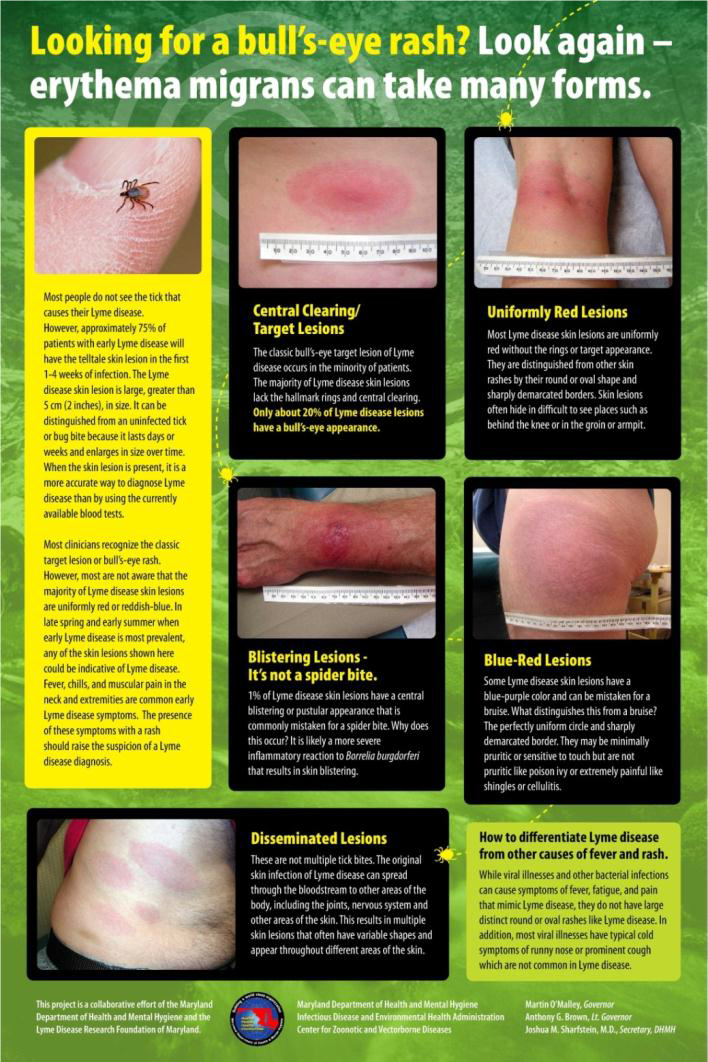 Looking for a bull's-eye rash? Look again –
erythema migrans can take many forms.
Most people do not see the tick that
causes their Lyme disease.
However, approximately 75% of
patients with early Lyme disease will
have the telltale skin lesion in the first
1-4 weeks of infection. The Lyme
disease skin lesion is large, greater than
5 cm (2 inches), in size. It can be
distinguished from an uninfected tick
or bug bite because it lasts days or
weeks and enlarges in size over time.
When the skin lesion is present, it is a
more accurate way to diagnose Lyme
disease than by using the currently
available blood tests.
Most clinicians recognize the classic
target lesion or bull's-eye rash.
However, most are not aware that the
majority of Lyme disease skin lesions
are uniformly red or reddish-blue. In
late spring and early summer when
early Lyme disease is most prevalent,
any of the skin lesions shown here
could be indicative of Lyme disease.
Fever, chills, and muscular pain in the
neck and extremities are common early
Lyme disease symptoms. The presence
of these symptoms with a rash
should raise the suspicion of a Lyme
disease diagnosis.
Central Clearing/
Target Lesions
The classic bull's-eye target lesion of Lyme
disease occurs in the minority of patients.
The majority of Lyme disease skin lesions
lack the hallmark rings and central clearing.
Only about 20% of Lyme disease lesions
have a bull's-eye appearance.
Uniformly Red Lesions
Most Lyme disease skin lesions are uniformly
red without the rings or target appearance.
They are distinguished from other skin
rashes by their round or oval shape and
sharply demarcated borders. Skin lesions
often hide in difficult to see places such as
behind the knee or in the groin or armpit.
Blistering Lesions -
It's not a spider bite.
1% of Lyme disease skin lesions have a central
blistering or pustular appearance that is
commonly mistaken for a spider bite. Why does
this occur? It is likely a more severe
inflammatory reaction to Borrelia burgdorferi
that results in skin blistering.
Blue-Red Lesions
Some Lyme disease skin lesions have a
blue-purple color and can be mistaken for a
bruise. What distinguishes this from a bruise?
The perfectly uniform circle and sharply
demarcated border. They may be minimally
pruritic or sensitive to touch but are not
pruritic like poison ivy or extremely painful like
shingles or cellulitis.
Disseminated Lesions
These are not multiple tick bites. The original
skin infection of Lyme disease can spread
through the bloodstream to other areas of the
body, including the joints, nervous system and
other areas of the skin. This results in multiple
skin lesions that often have variable shapes and
appear throughout different areas of the skin.
How to differentiate Lyme disease
from other causes of fever and rash.
While viral illnesses and other bacterial infections
can cause symptoms of fever, fatigue, and pain
that mimic Lyme disease, they do not have large
distinct round or oval rashes like Lyme disease. In
addition, most viral illnesses have typical cold
symptoms of runny nose or prominent cough
which are not common in Lyme disease.
This project is a collaborative effort of the Maryland
Department of Health and Mental Hygiene and the
Lyme Disease Research Foundation of Maryland.
Maryland Department of Health and Mental Hygiene
Infectious Disease and Environmental Health Administration
Center for Zoonotic and Vectorborne Diseases
Martin O'Malley, Governor
Anthony G. Brown, Lt. Governor
Joshua M. Sharfstein, M.D., Secretary, DHMH